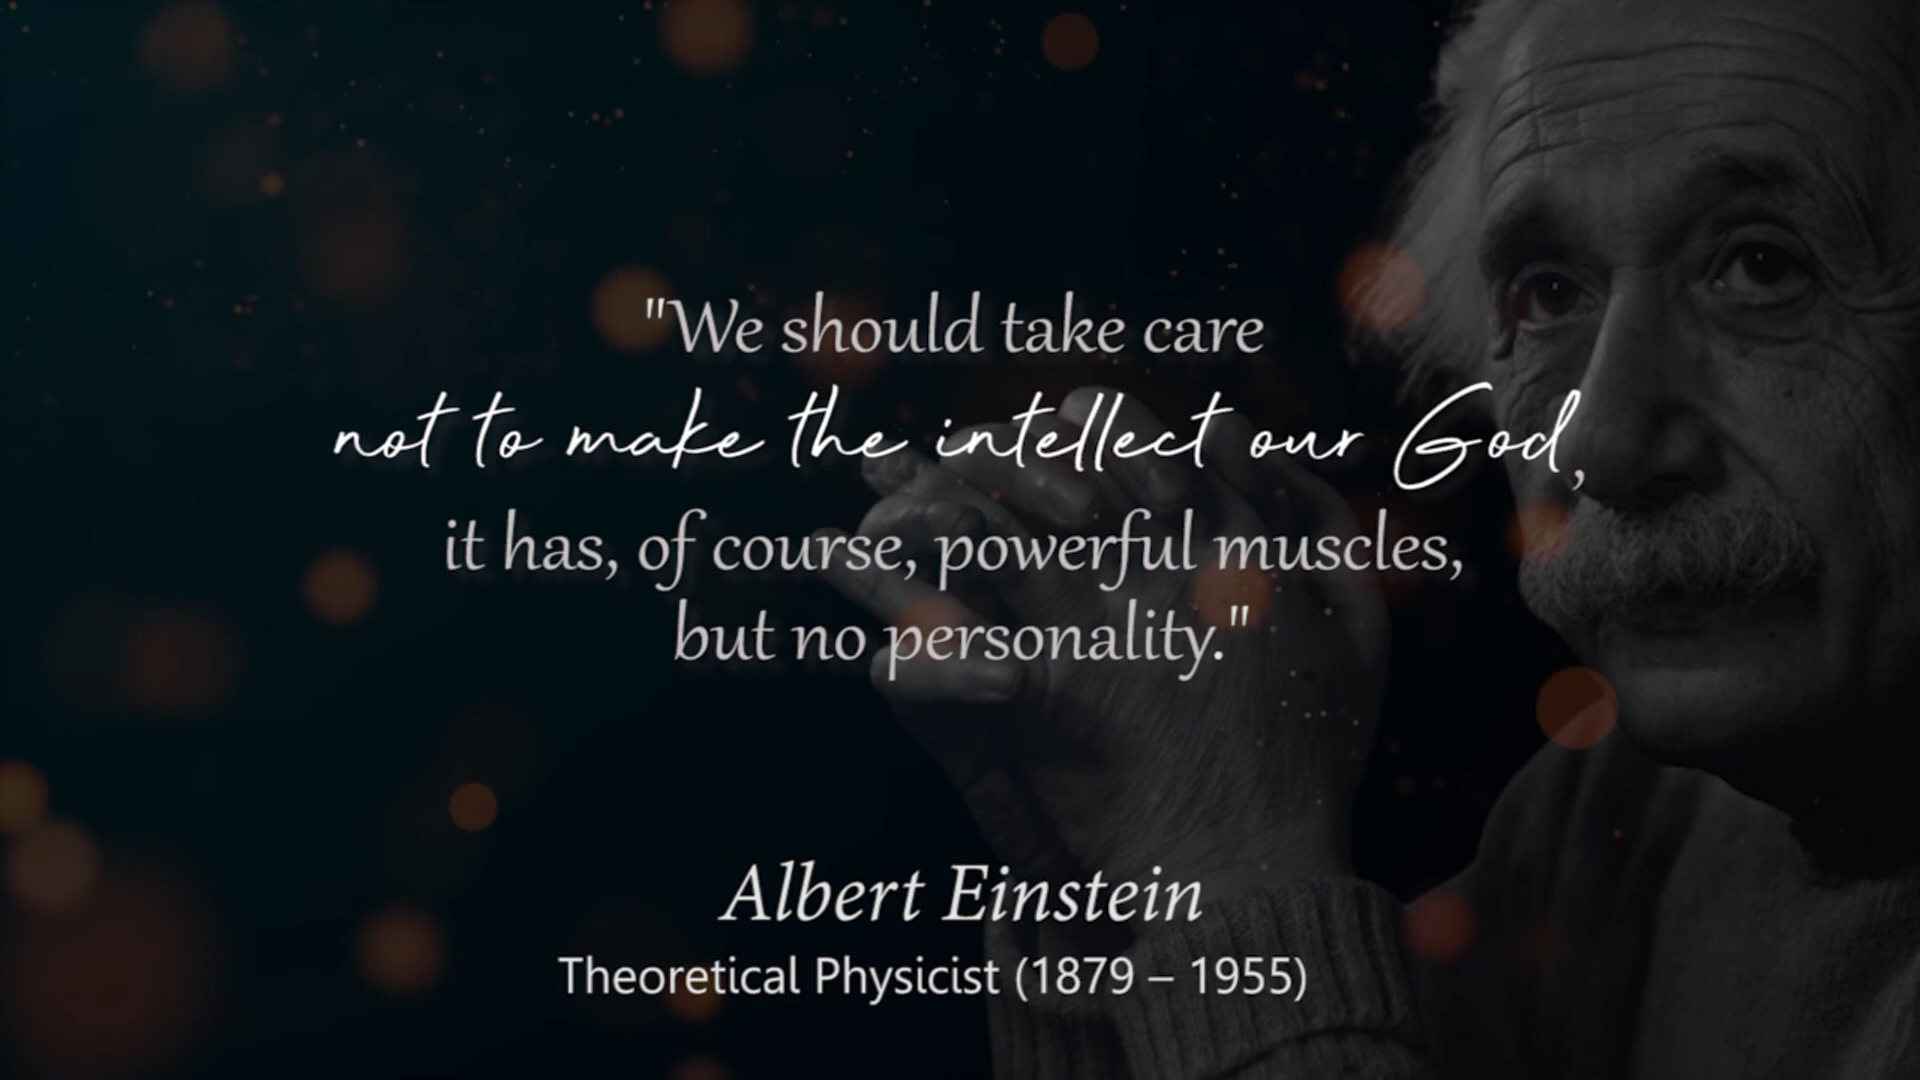 "We should take care
not to make the intellect our God,
it has, of course, powerful muscles,
but no personality."
Albert Einstein
Theoretical Physicist (1879 – 1955)